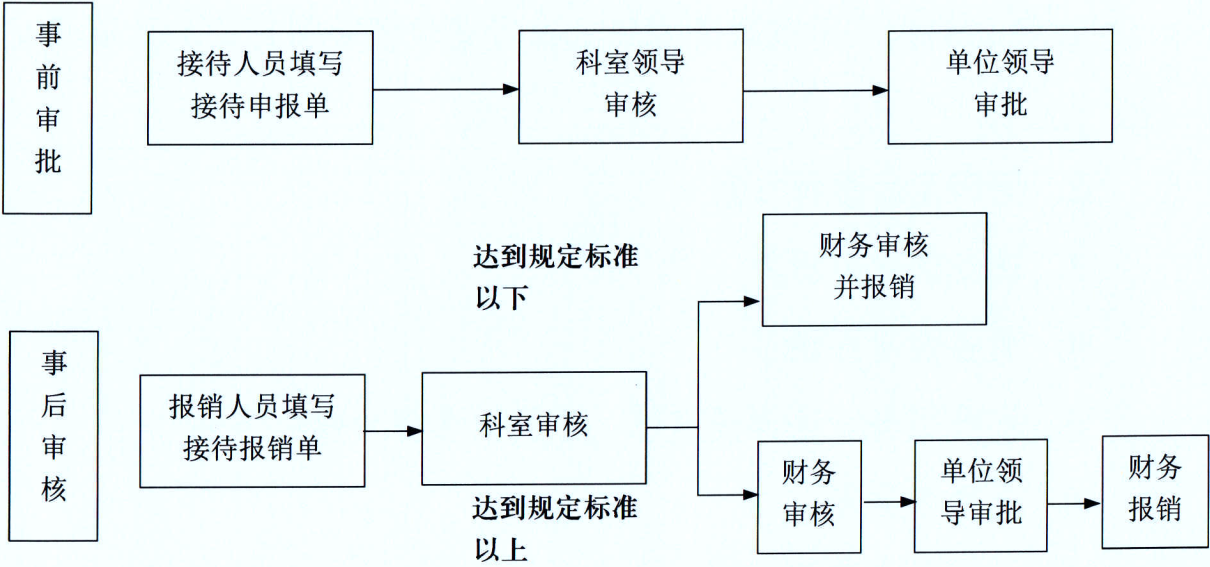 事前审批
接待人员填写
接待申报单
科室领导
审核
单位领导
审批
事后审核
报销人员填写
接待报销单
科室审核
达到规定标准
以下
财务审核
并报销
达到规定标准
以上
财务
审核
单位领
导审批
财务
报销